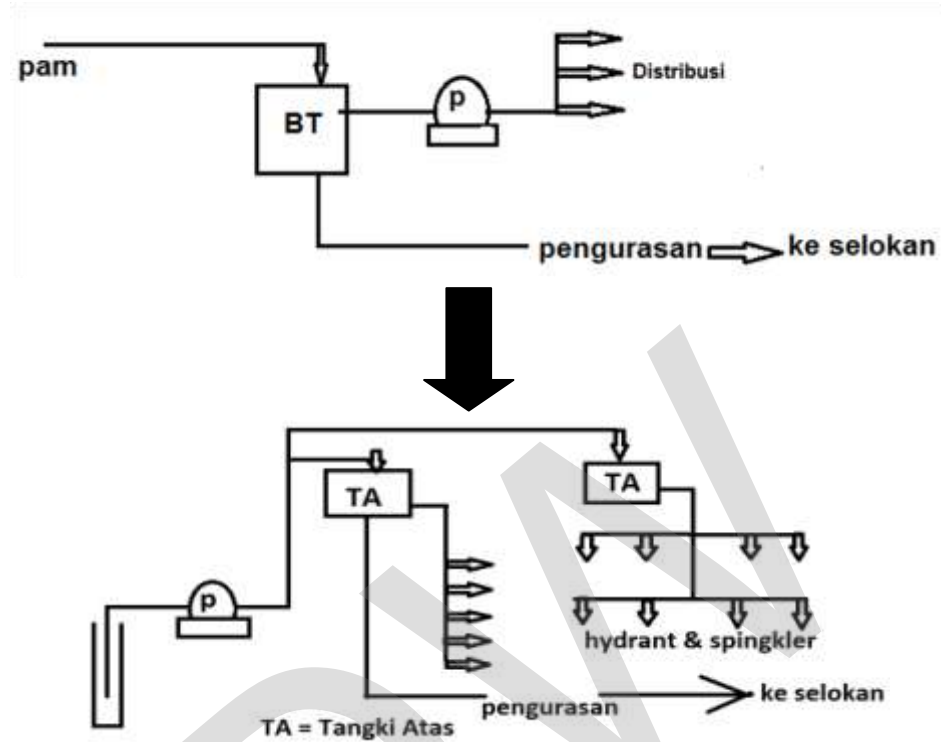 pam
BT
p
Distribusi
pengurasan ke selokan
TA
TA
p
hydrant & spingkler
pengurasan
ke selokan
TA = Tangki Atas